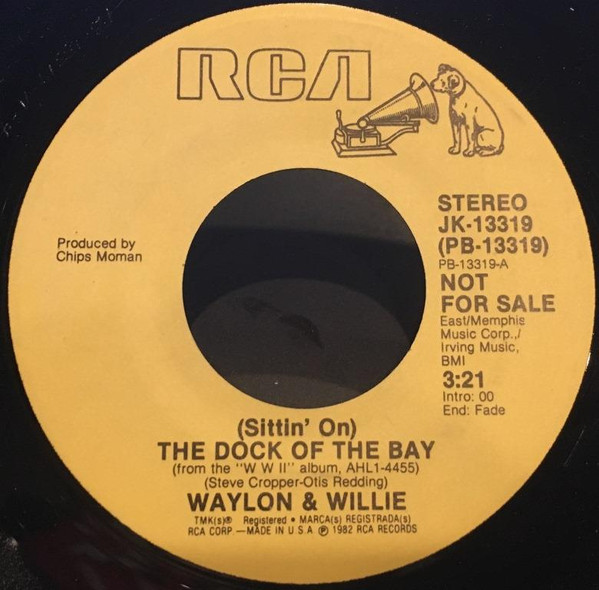 RCA
STEREO
JK-13319
(PB-13319)
PB-13319-A
NOT
FOR SALE
East/Memphis
Music Corp../
Irving Music,
BMI
3:21
Intro: 00
End: Fade
Produced by
Chips Moman
(Sittin' On)
THE DOCK OF THE BAY
(from the "W W II" album, AHL1-4455)
(Steve Cropper-Otis Redding)
WAYLON & WILLIE
TMK(s)® Registered • MARCA(s) REGISTRADA(s)
RCA CORP —MADE IN U.S.A. ℗ 1982 RCA RECORDS